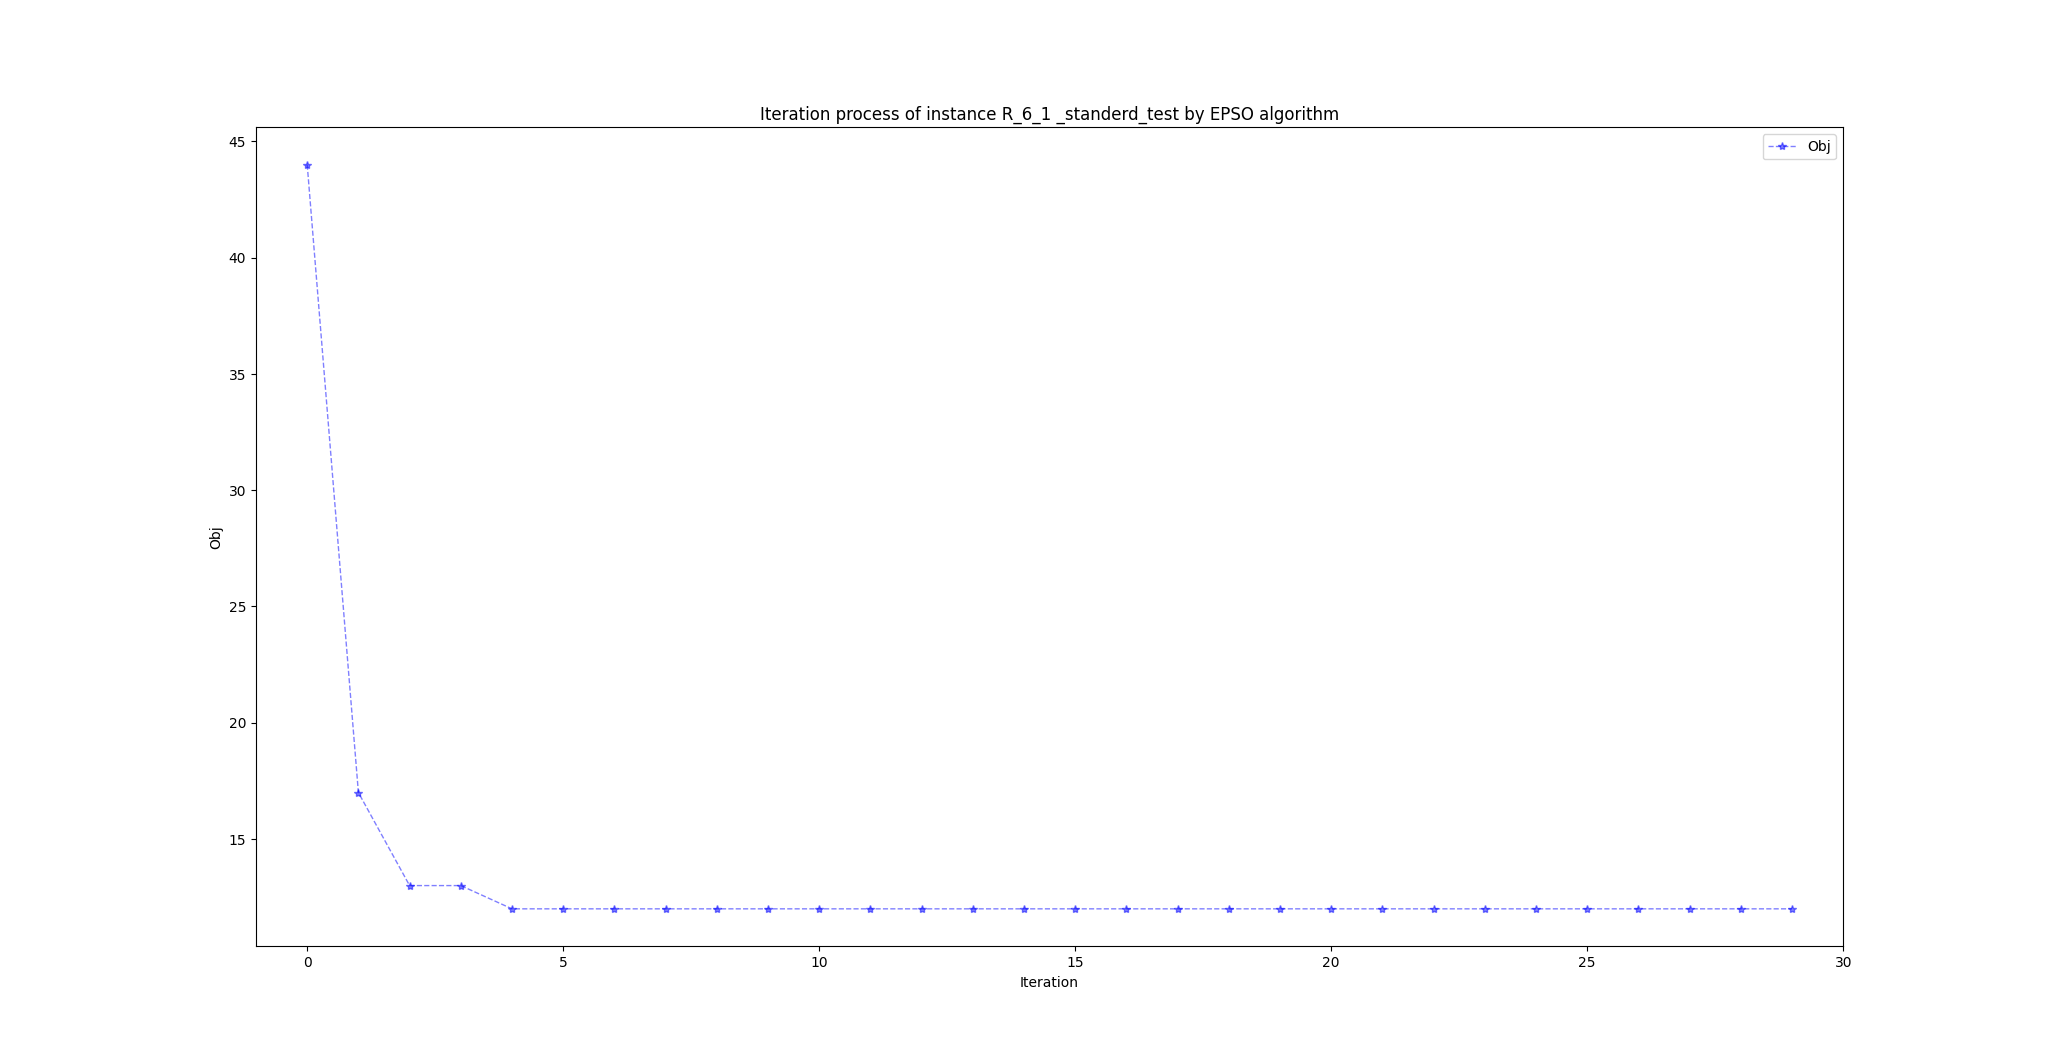 Iteration process of instance R_6_1 _standerd_test by EPSO algorithm
Obj
45
40
35
30
25
20
15
Obj
0 5 10 15 20 25 30
Iteration